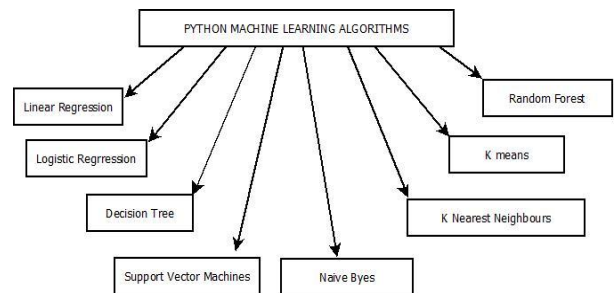 PYTHON MACHINE LEARNING ALGORITHMS
Linear Regression
Random Forest
Logistic Regrression
K means
Decision Tree
K Nearest Neighbours
Support Vector Machines
Naive Byes